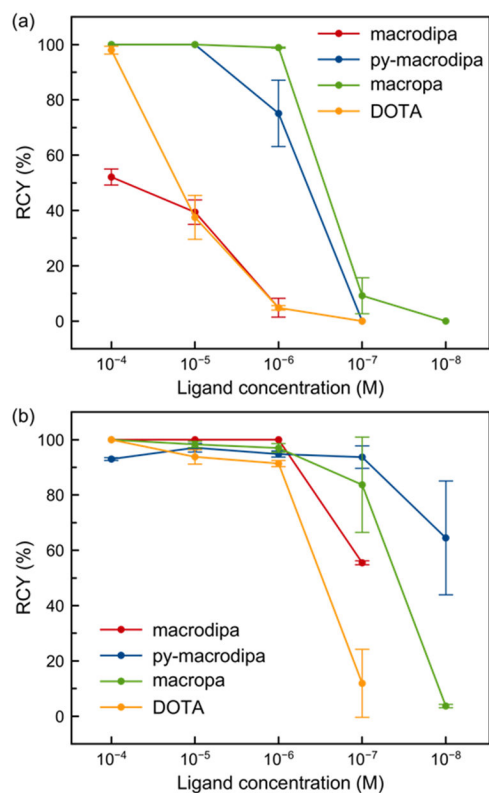 (a)
100
80
60
40
20
0
RCY (%)
macrodipa
py-macrodipa
macropa
DOTA
10⁻⁴ 10⁻⁵ 10⁻⁶ 10⁻⁷ 10⁻⁸
Ligand concentration (M)
(b)
100
80
60
40
20
0
RCY (%)
macrodipa
py-macrodipa
macropa
DOTA
10⁻⁴ 10⁻⁵ 10⁻⁶ 10⁻⁷ 10⁻⁸
Ligand concentration (M)